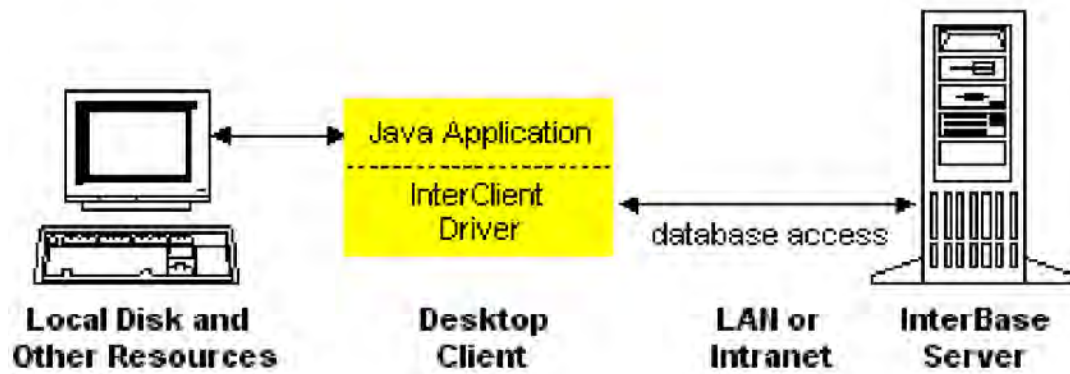 Java Application
InterClient
Driver
database access
Local Disk and
Other Resources
Desktop
Client
LAN or
Intranet
InterBase
Server